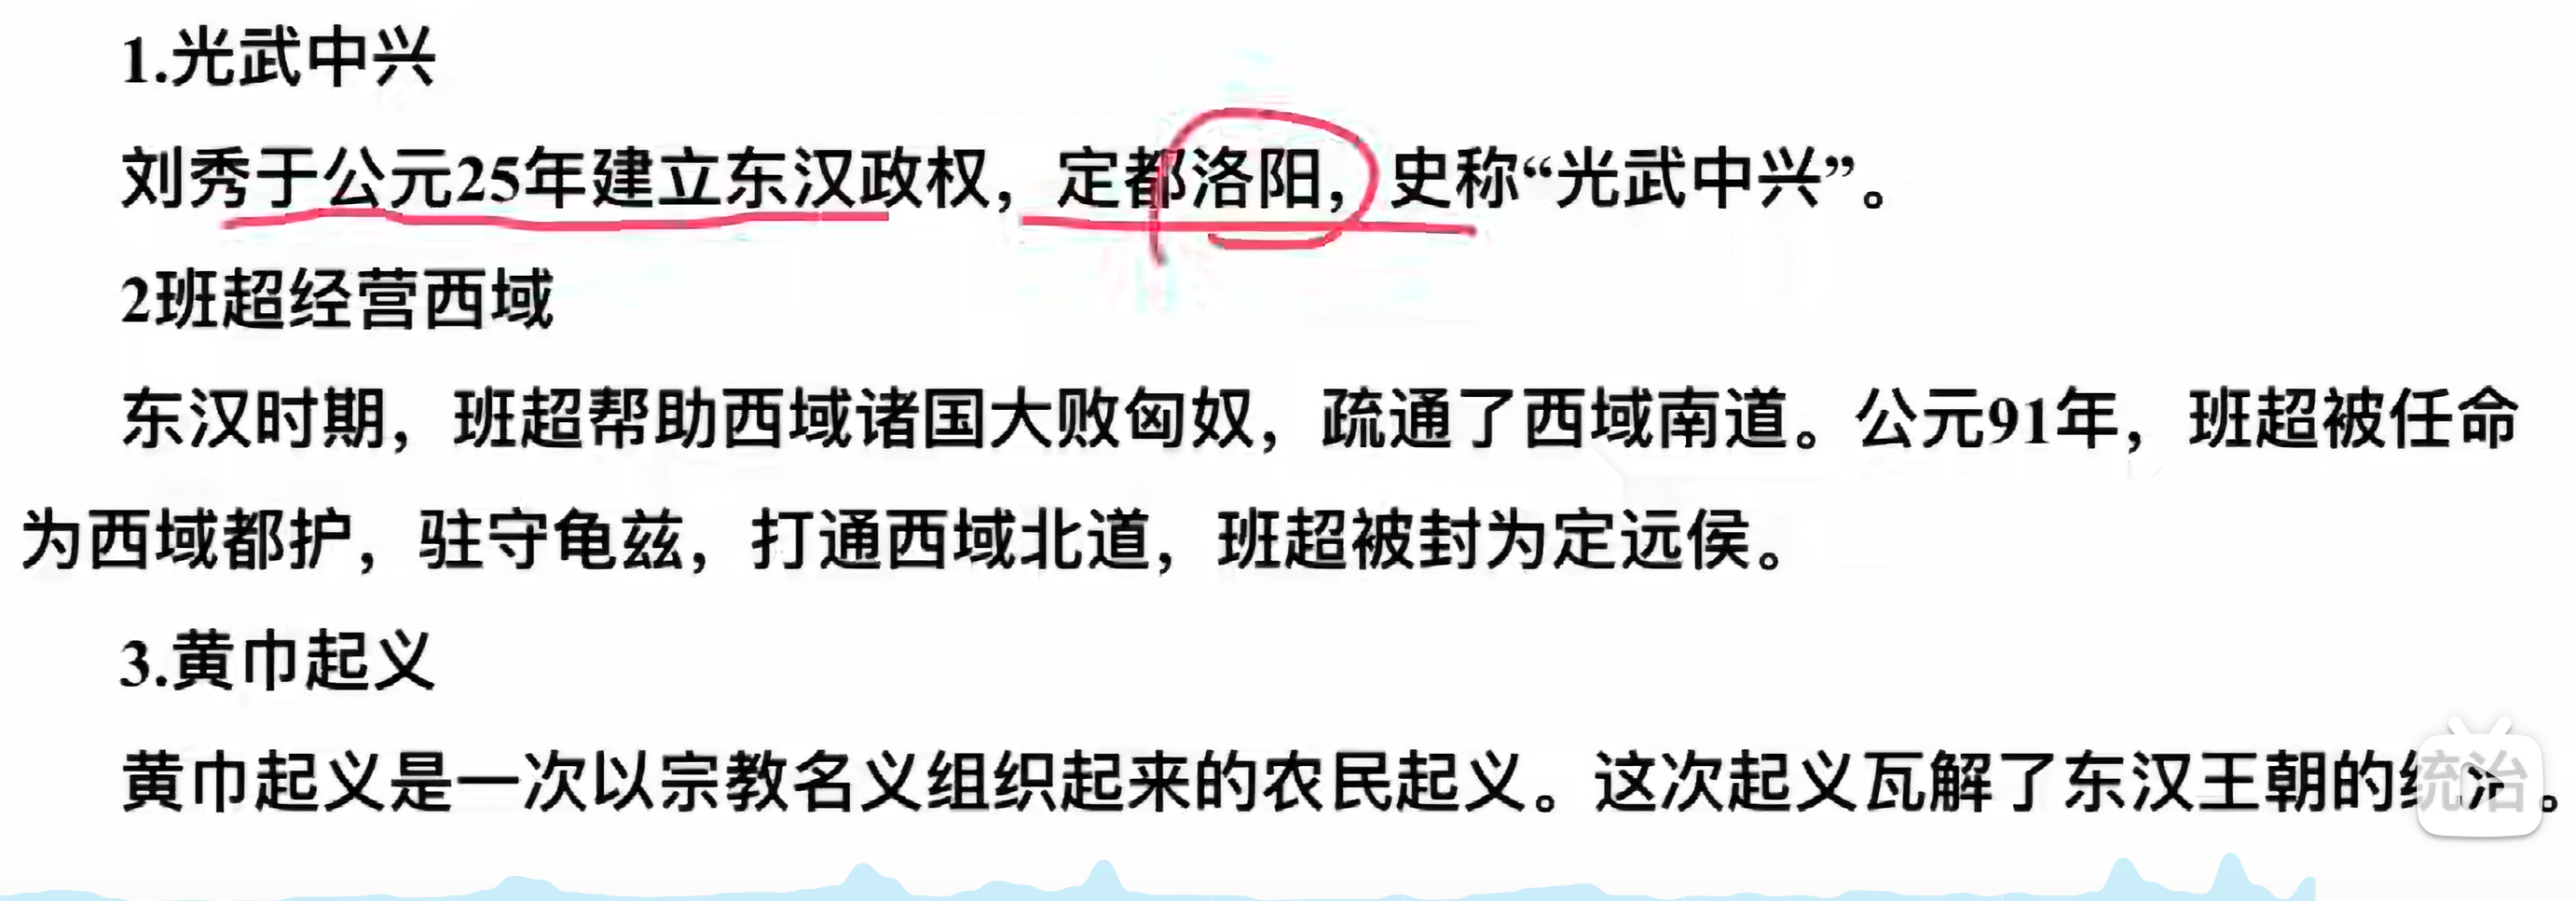 1.光武中兴
刘秀于公元25年建立东汉政权，定都洛阳，史称“光武中兴”。
2班超经营西域
东汉时期，班超帮助西域诸国大败匈奴，疏通了西域南道。公元91年，班超被任命
为西域都护，驻守龟兹，打通西域北道，班超被封为定远侯。
3.黄巾起义
黄巾起义是一次以宗教名义组织起来的农民起义。这次起义瓦解了东汉王朝的统治。